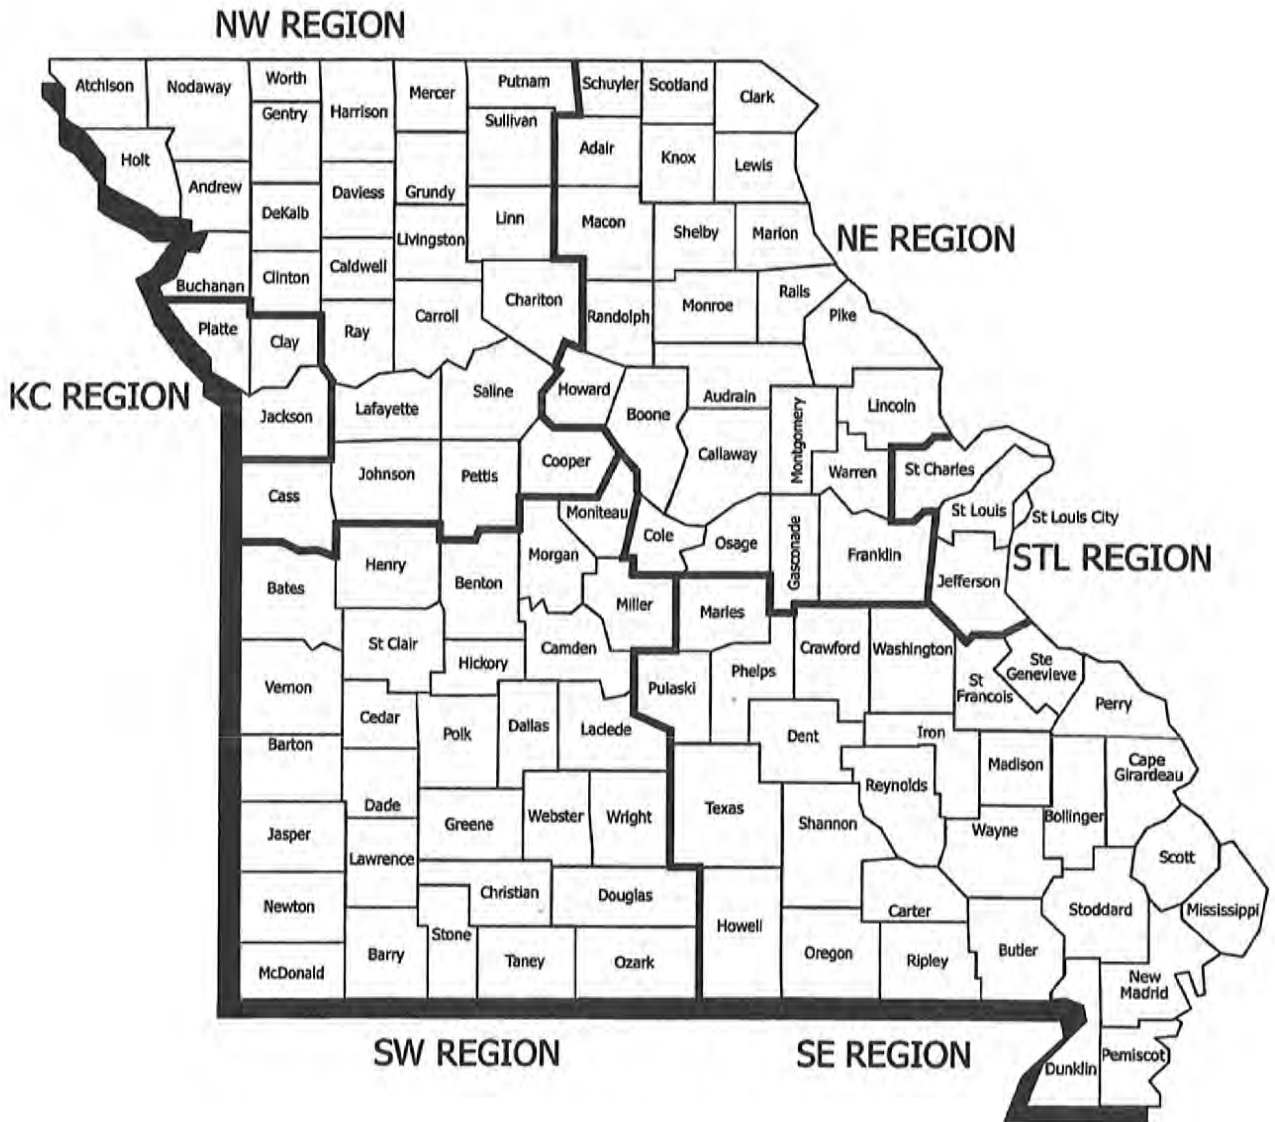 NW REGION
Atchison
Nodaway
Worth
Gentry
Harrison
Mercer
Putnam
Sullivan
Schuyler
Scotland
Clark
Holt
Andrew
DeKalb
Daviess
Grundy
Linn
Adair
Knox
Lewis
Macon
Shelby
Marion
NE REGION
Buchanan
Clinton
Caldwell
Livingston
Chariton
Randolph
Monroe
Ralls
Pike
Platte
Clay
Ray
Carroll
KC REGION
Jackson
Lafayette
Saline
Howard
Boone
Audrain
Callaway
Montgomery
Lincoln
Warren
St Charles
St Louis
St Louis City
STL REGION
Cass
Johnson
Pettis
Cooper
Moniteau
Cole
Osage
Gasconade
Franklin
Jefferson
Bates
Henry
Benton
Morgan
Miller
Maries
Crawford
Washington
St
Francois
Ste
Genevieve
Perry
Vernon
St Clair
Hickory
Camden
Pulaski
Phelps
Barton
Cedar
Polk
Dallas
Laclede
Dent
Iron
Madison
Cape
Girardeau
Jasper
Dade
Greene
Webster
Wright
Texas
Shannon
Reynolds
Wayne
Bollinger
Scott
Lawrence
Newton
Christian
Douglas
Howell
Carter
Stoddard
Mississippi
McDonald
Barry
Stone
Taney
Ozark
Oregon
Ripley
Butler
New
Madrid
Dunklin
Pemiscot
SW REGION
SE REGION